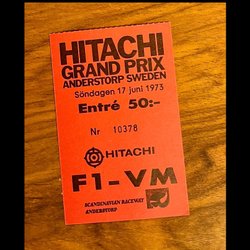 HITACHI
GRAND PRIX
ANDERSTORP SWEDEN
Söndagen 17 juni 1973
Entré 50:-
Nr 10378
HITACHI
F1-VM
SCANDINAVIAN RACEWAY
ANDERSTORP